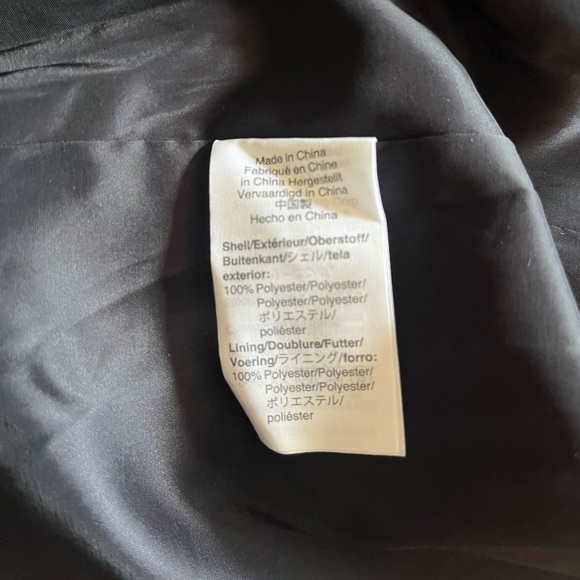 Made in China
Fabriqué en Chine
in China Hergestellt
Vervaardigd in China
中国製
Hecho en China
Shell/Extérieur/Oberstoff/
Buitenkant/シェル/tela
exterior:
100% Polyester/Polyester/
Polyester/Polyester/
ポリエステル/
poliéster
Lining/Doublure/Futter/
Voering/ライニング/forro:
100% Polyester/Polyester/
Polyester/Polyester/
ポリエステル/
poliéster